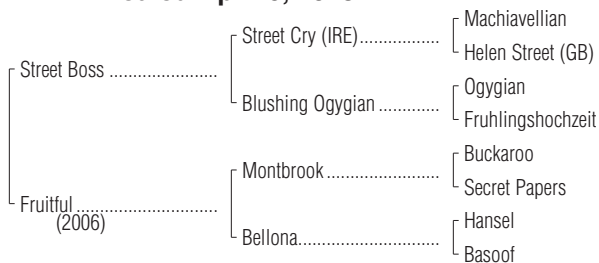 Machiavellian
Street Cry (IRE)
Helen Street (GB)
Street Boss
Ogygian
Blushing Ogygian
Fruhlingshochzeit
Buckaroo
Montbrook
Secret Papers
Fruitful
(2006)
Hansel
Bellona
Basoof